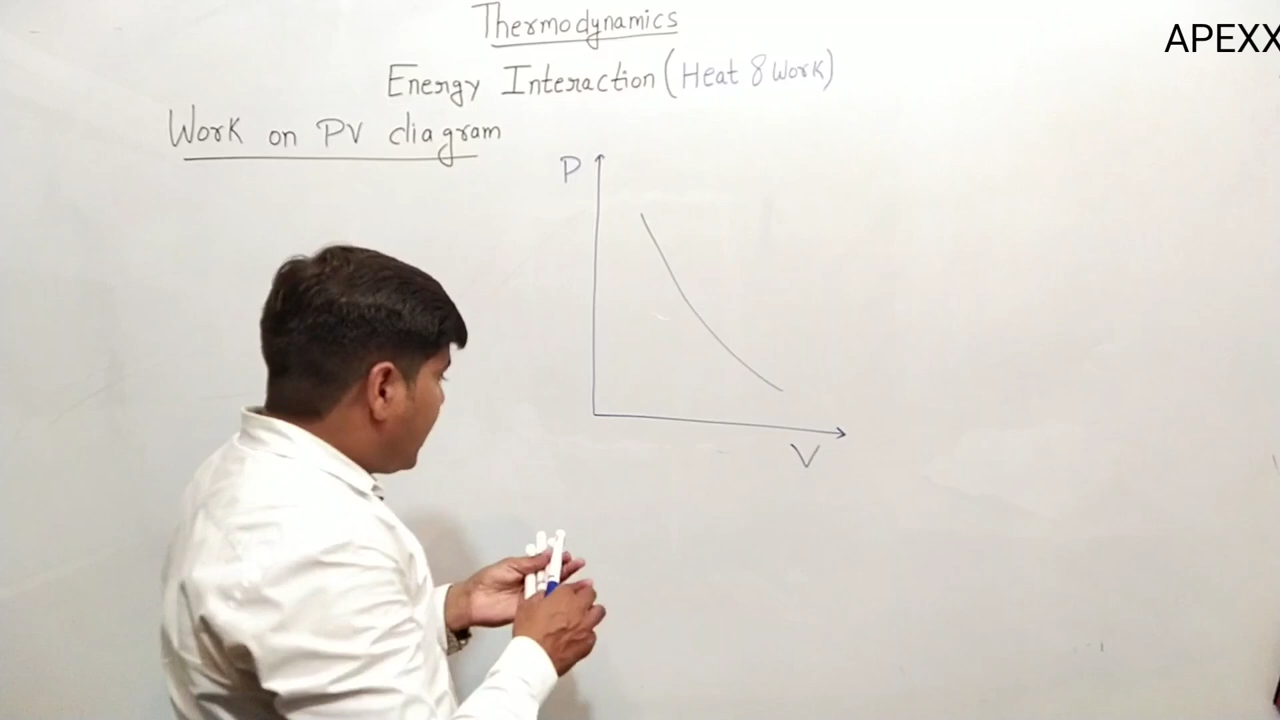 Thermodynamics
APEXX
Energy Interaction (Heat & Work)
Work on PV diagram
P
V